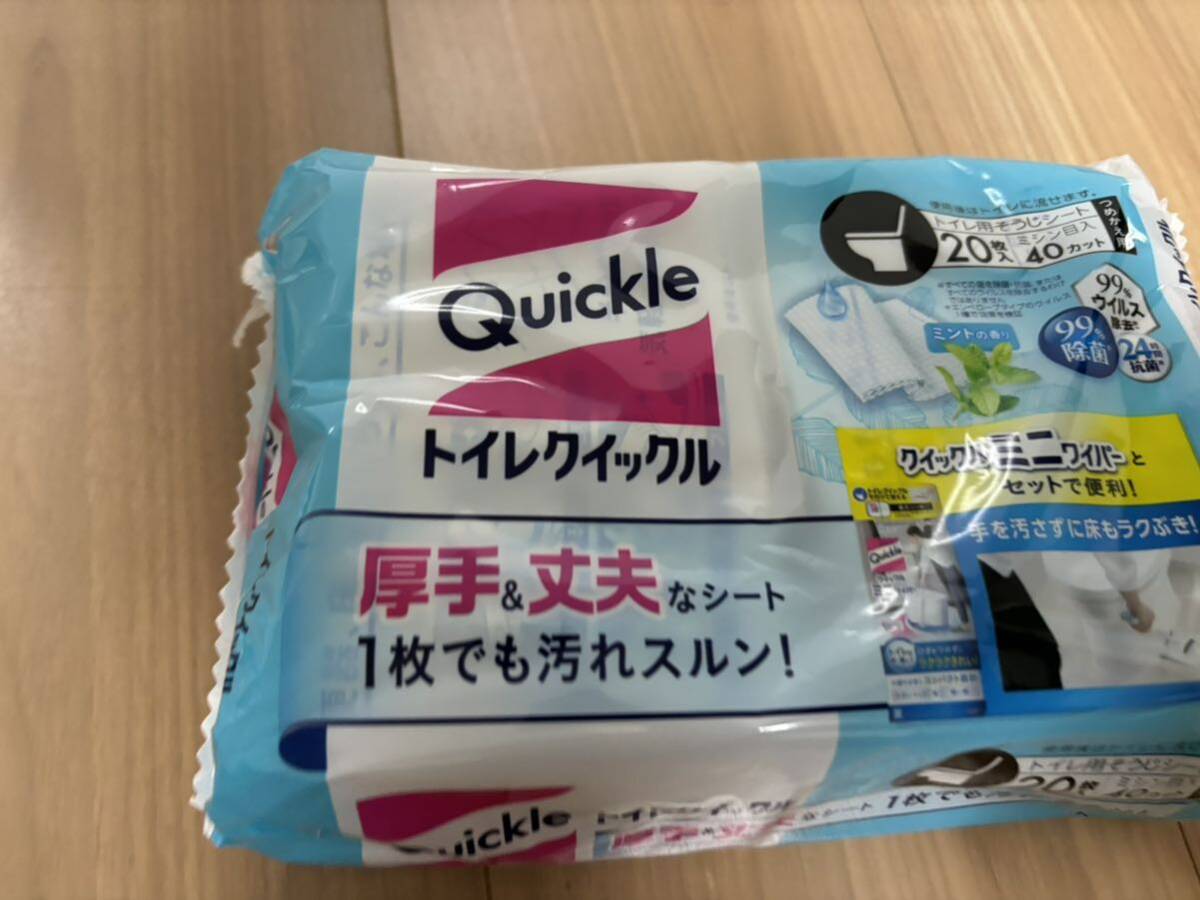 Quickle
トイレクイックル
厚手&丈夫なシート
1枚でも汚れスルン!
使用後はトイレに流せます。
トイレ用そうじシート
20枚入
ミシン目入
40カット
つめかえ用
ミントの香り
99%
ウイルス
除去
99%
除菌
24時間
抗菌
クイックルミニワイパーと
セットで便利!
手を汚さずに床もラクぶき!
Quickle
Quickle
トイレクイックル
トイレ用そうじシー
20枚
1枚でも